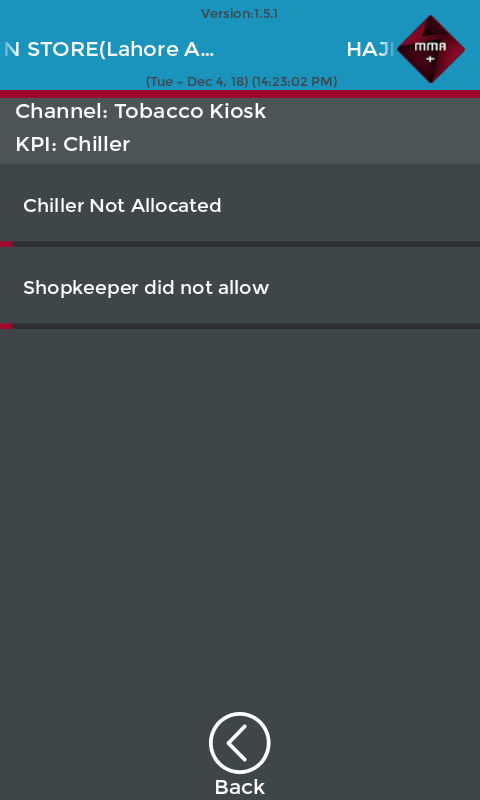 Version:1.5.1
N STORE(Lahore A... HAJI
MMA
+
(Tue - Dec 4, 18) (14:23:02 PM)
Channel: Tobacco Kiosk
KPI: Chiller
Chiller Not Allocated
Shopkeeper did not allow
Back